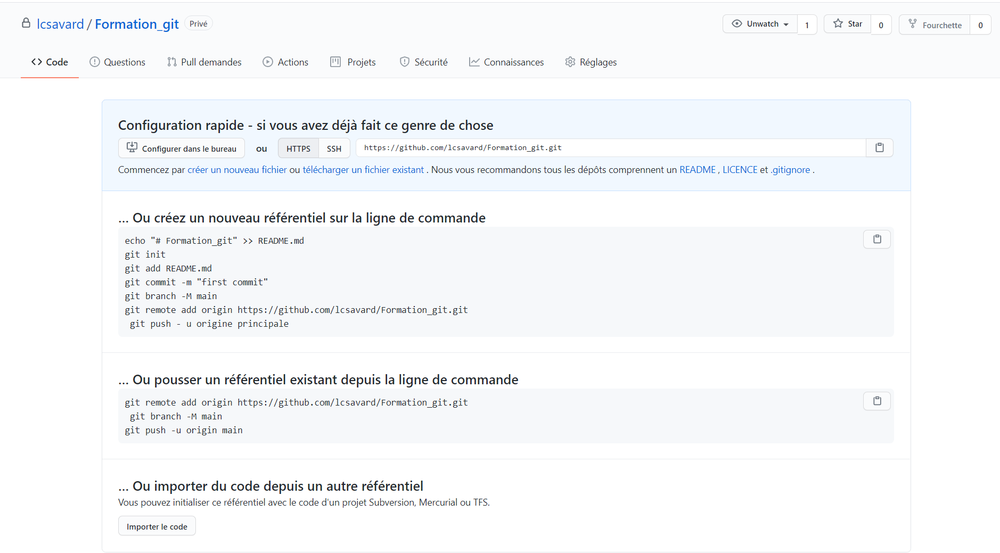 lcsavard / Formation_git Privé
Unwatch 1 Star 0 Fourchette 0
Code Questions Pull demandes Actions Projets Sécurité Connaissances Réglages
Configuration rapide - si vous avez déjà fait ce genre de chose
Configurer dans le bureau ou HTTPS SSH https://github.com/lcsavard/Formation_git.git
Commencez par créer un nouveau fichier ou télécharger un fichier existant . Nous vous recommandons tous les dépôts comprennent un README , LICENCE et .gitignore .
... Ou créez un nouveau référentiel sur la ligne de commande
echo "# Formation_git" >> README.md
git init
git add README.md
git commit -m "first commit"
git branch -M main
git remote add origin https://github.com/lcsavard/Formation_git.git
git push - u origine principale
... Ou pousser un référentiel existant depuis la ligne de commande
git remote add origin https://github.com/lcsavard/Formation_git.git
git branch -M main
git push -u origin main
... Ou importer du code depuis un autre référentiel
Vous pouvez initialiser ce référentiel avec le code d'un projet Subversion, Mercurial ou TFS.
Importer le code